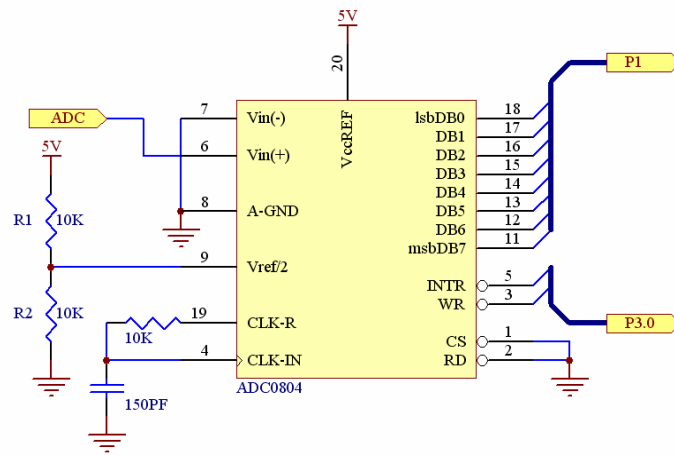 5V
20
VccREF
ADC
7
Vin(-)
6
Vin(+)
5V
R1
10K
8
A-GND
9
Vref/2
R2
10K
19
CLK-R
10K
4
CLK-IN
150PF
ADC0804
lsbDB0
18
DB1
17
DB2
16
DB3
15
DB4
14
DB5
13
DB6
12
msbDB7
11
INTR
5
WR
3
CS
1
RD
2
P1
P3.0